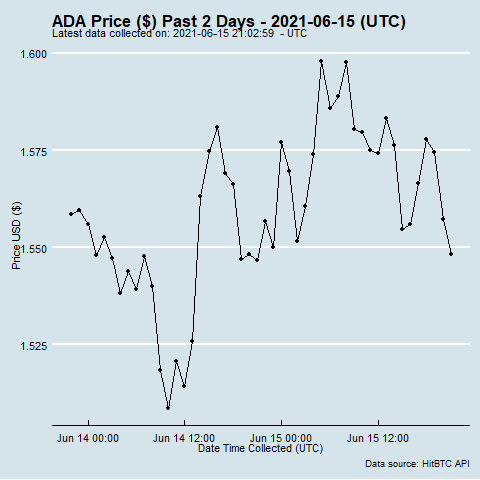 ADA Price ($) Past 2 Days - 2021-06-15 (UTC)
Latest data collected on: 2021-06-15 21:02:59 - UTC
1.600
1.575
1.550
1.525
Price USD ($)
Jun 14 00:00 Jun 14 12:00 Jun 15 00:00 Jun 15 12:00
Date Time Collected (UTC)
Data source: HitBTC API